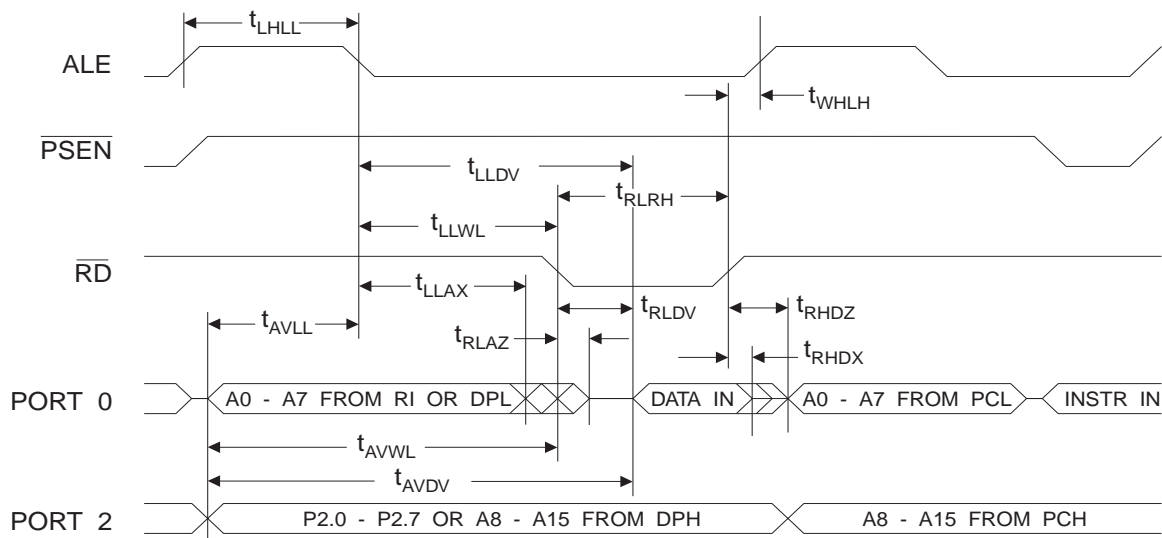 tLHLL
ALE
tWHLH
PSEN
tLLDV
tRLRH
tLLWL
RD
tLLAX
tRLDV
tRHDZ
tAVLL
tRLAZ
tRHDX
PORT 0
A0 - A7 FROM RI OR DPL
DATA IN
A0 - A7 FROM PCL
INSTR IN
tAVWL
tAVDV
PORT 2
P2.0 - P2.7 OR A8 - A15 FROM DPH
A8 - A15 FROM PCH